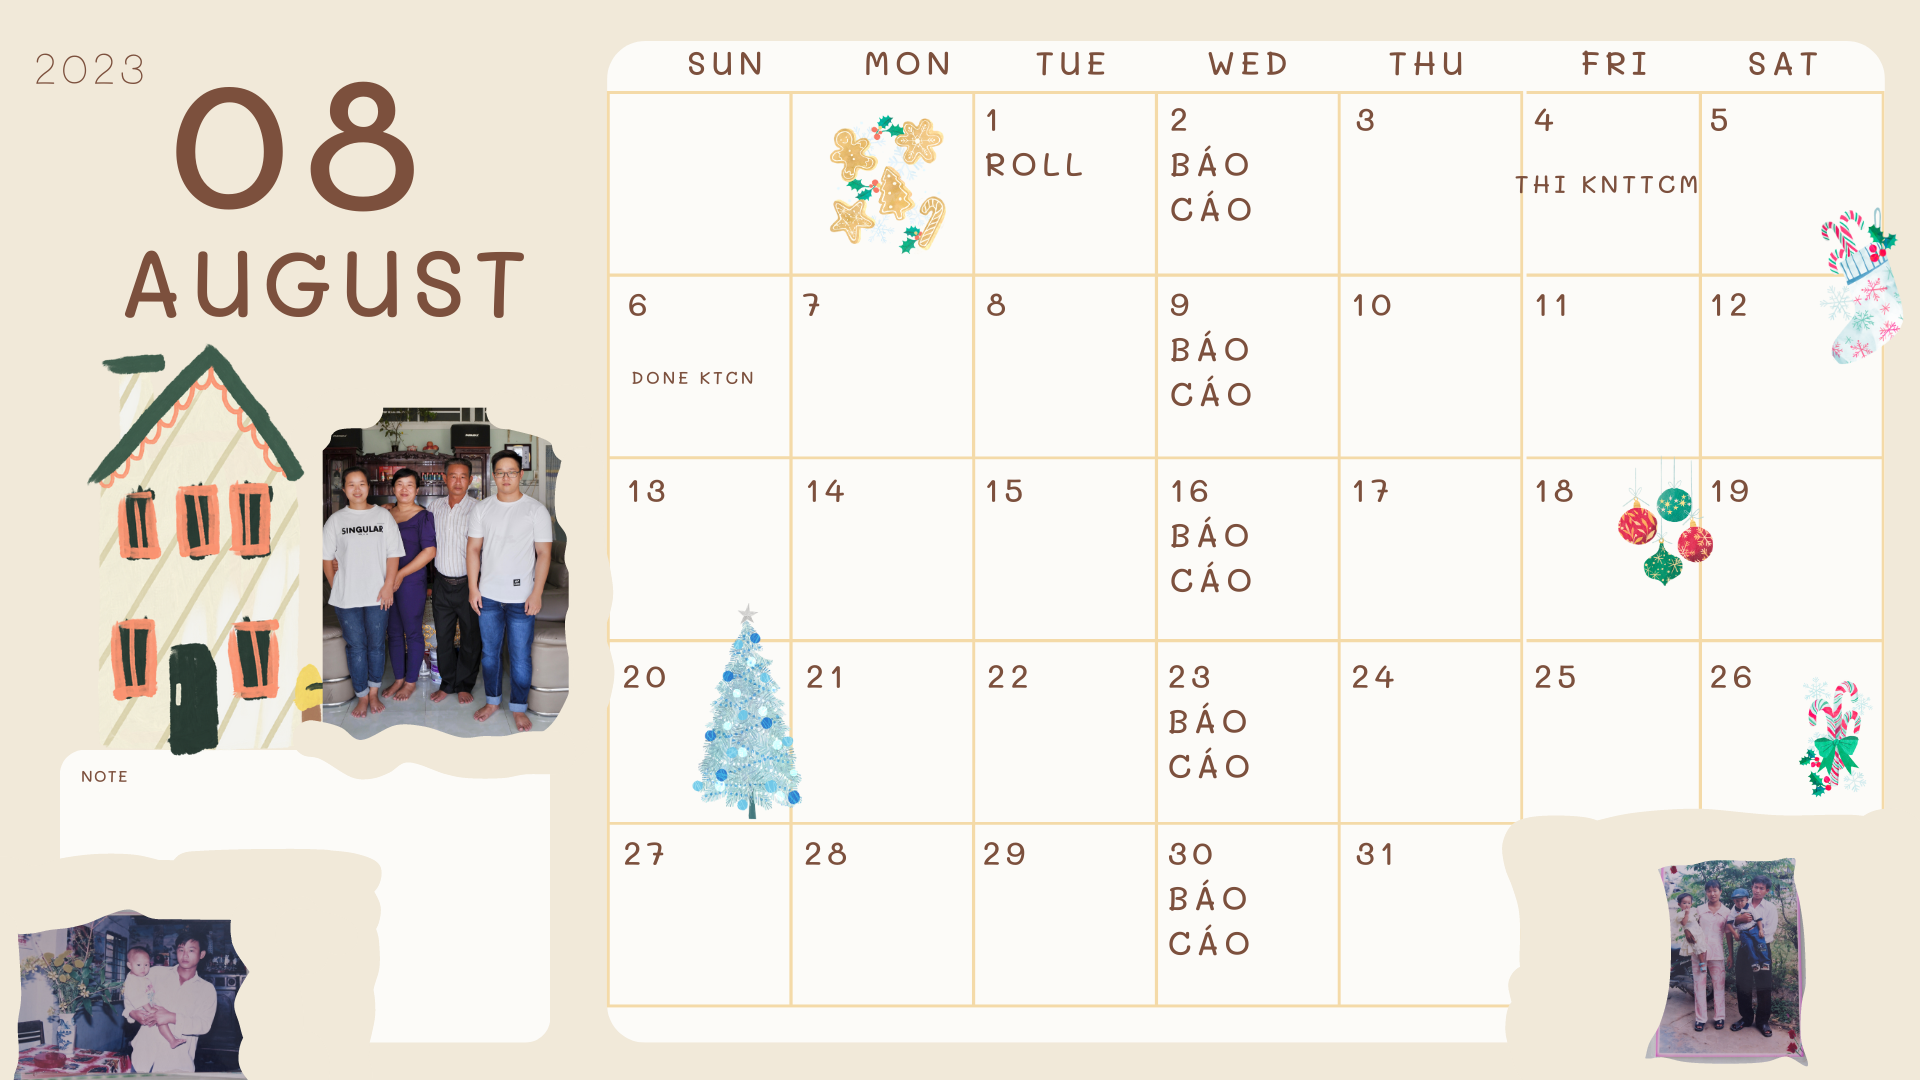 2023
08
AUGUST
SUN MON TUE WED THU FRI SAT
1 2 3 4 5
ROLL
BÁO
CÁO
THI KNTTCM
6 7 8 9 10 11 12
DONE KTCN
BÁO
CÁO
13 14 15 16 17 18 19
BÁO
CÁO
20 21 22 23 24 25 26
BÁO
CÁO
27 28 29 30 31
BÁO
CÁO
SINGULAR
NOTE